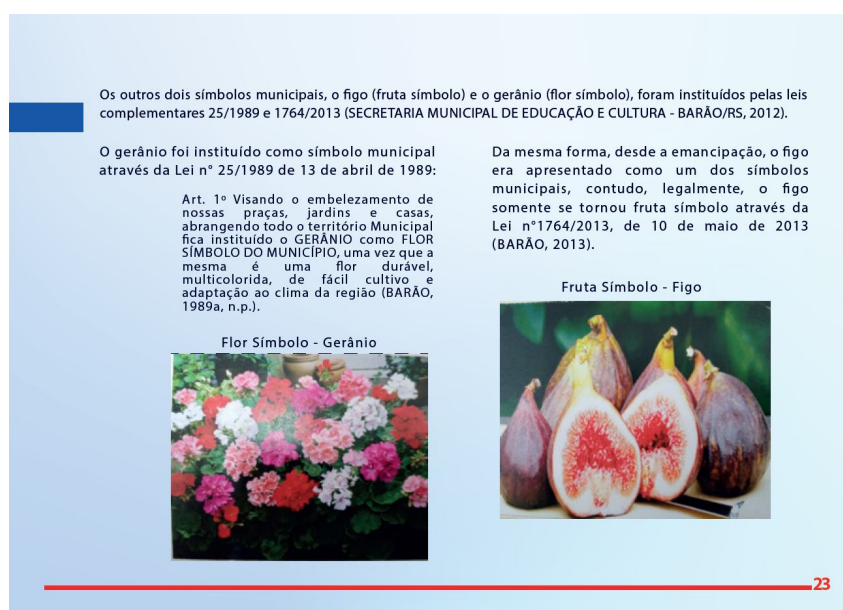 Os outros dois símbolos municipais, o figo (fruta símbolo) e o gerânio (flor símbolo), foram instituídos pelas leis
complementares 25/1989 e 1764/2013 (SECRETARIA MUNICIPAL DE EDUCAÇÃO E CULTURA - BARÃO/RS, 2012).
O gerânio foi instituído como símbolo municipal
através da Lei n° 25/1989 de 13 de abril de 1989:
Art. 1º Visando o embelezamento de
nossas praças, jardins e casas,
abrangendo todo o território Municipal
fica instituído o GERÂNIO como FLOR
SÍMBOLO DO MUNICÍPIO, uma vez que a
mesma é uma flor durável,
multicolorida, de fácil cultivo e
adaptação ao clima da região (BARÃO,
1989a, n.p.).
Flor Símbolo - Gerânio
Da mesma forma, desde a emancipação, o figo
era apresentado como um dos símbolos
municipais, contudo, legalmente, o figo
somente se tornou fruta símbolo através da
Lei n°1764/2013, de 10 de maio de 2013
(BARÃO, 2013).
Fruta Símbolo - Figo
23